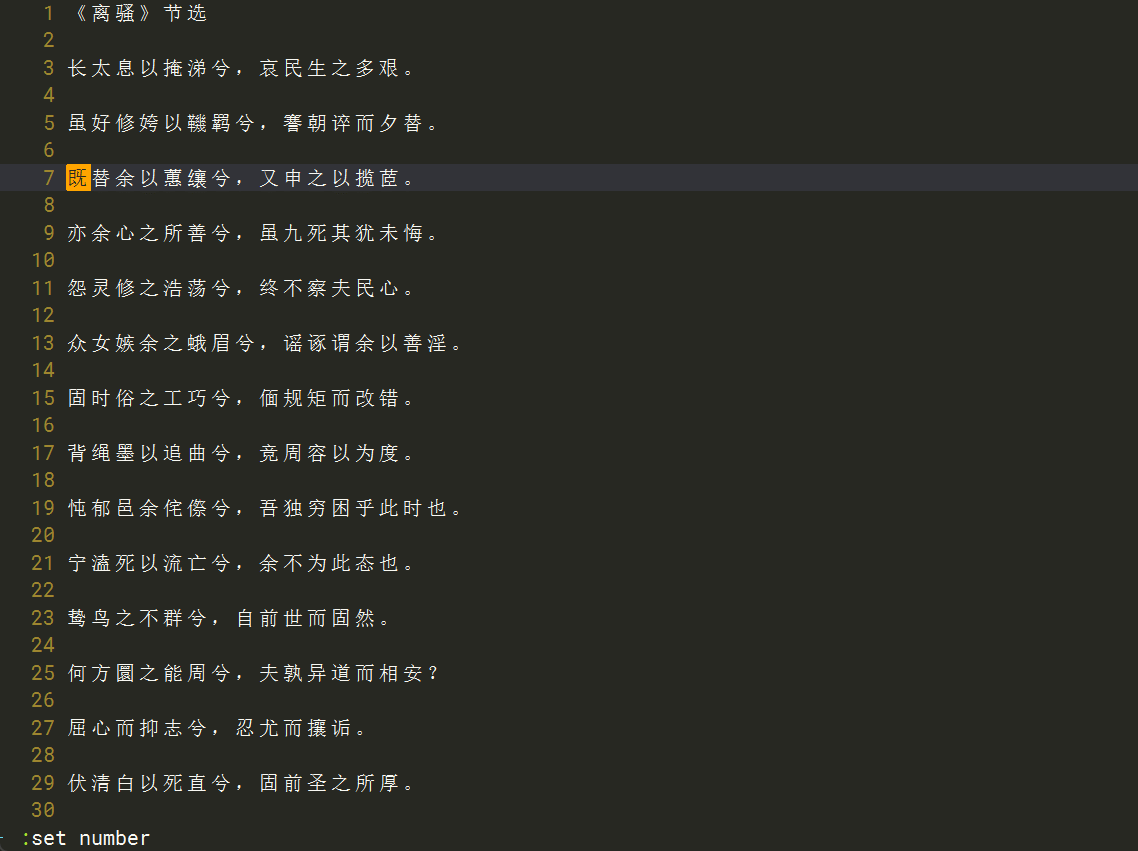 1 《离骚》节选
2
3 长太息以掩涕兮，哀民生之多艰。
4
5 虽好修姱以鞿羁兮，謇朝谇而夕替。
6
7 既替余以蕙纕兮，又申之以揽茝。
8
9 亦余心之所善兮，虽九死其犹未悔。
10
11 怨灵修之浩荡兮，终不察夫民心。
12
13 众女嫉余之蛾眉兮，谣诼谓余以善淫。
14
15 固时俗之工巧兮，偭规矩而改错。
16
17 背绳墨以追曲兮，竞周容以为度。
18
19 忳郁邑余侘傺兮，吾独穷困乎此时也。
20
21 宁溘死以流亡兮，余不为此态也。
22
23 鸷鸟之不群兮，自前世而固然。
24
25 何方圜之能周兮，夫孰异道而相安？
26
27 屈心而抑志兮，忍尤而攘诟。
28
29 伏清白以死直兮，固前圣之所厚。
30
:set number